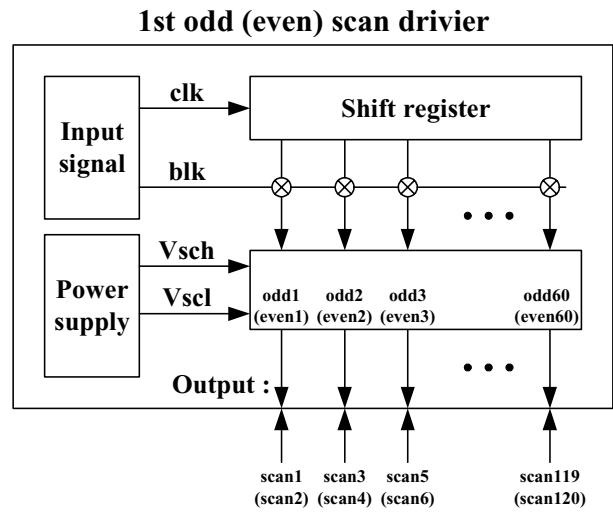 1st odd (even) scan drivier
Input
signal
clk
blk
Shift register
Power
supply
Vsch
Vscl
odd1
(even1)
odd2
(even2)
odd3
(even3)
odd60
(even60)
Output :
scan1
(scan2)
scan3
(scan4)
scan5
(scan6)
scan119
(scan120)